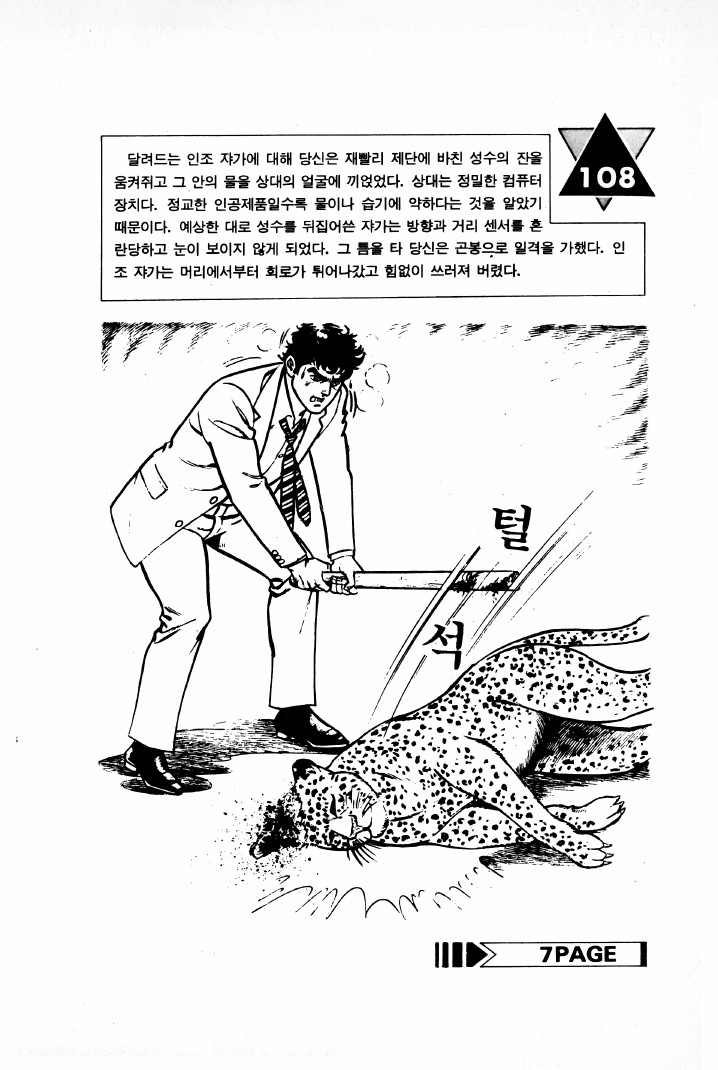 108
달려드는 인조 쟈가에 대해 당신은 재빨리 제단에 바친 성수의 잔을
움켜쥐고 그 안의 물을 상대의 얼굴에 끼얹었다. 상대는 정밀한 컴퓨터
장치다. 정교한 인공제품일수록 물이나 습기에 약하다는 것을 알았기
때문이다. 예상한 대로 성수를 뒤집어쓴 쟈가는 방향과 거리 센서를 혼
란당하고 눈이 보이지 않게 되었다. 그 틈을 타 당신은 곤봉으로 일격을 가했다. 인
조 쟈가는 머리에서부터 회로가 튀어나갔고 힘없이 쓰러져 버렸다.
털
석
7PAGE